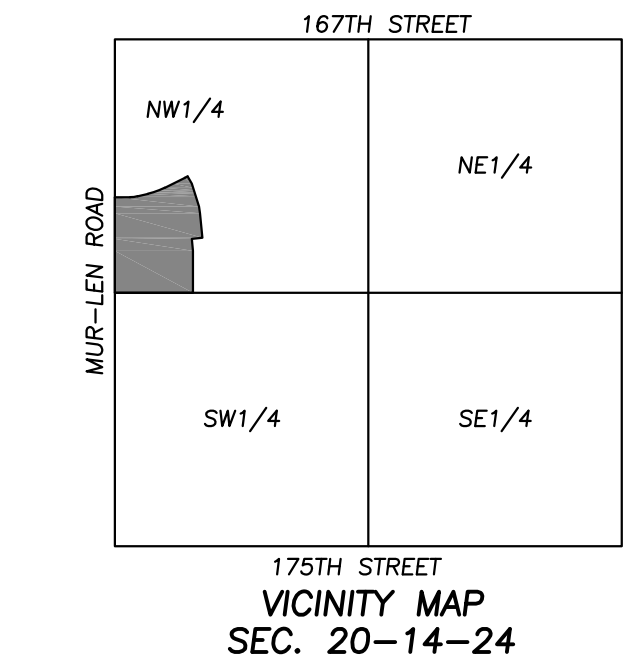 167TH STREET
NW1/4
NE1/4
MUR-LEN ROAD
SW1/4
SE1/4
175TH STREET
VICINITY MAP
SEC. 20-14-24